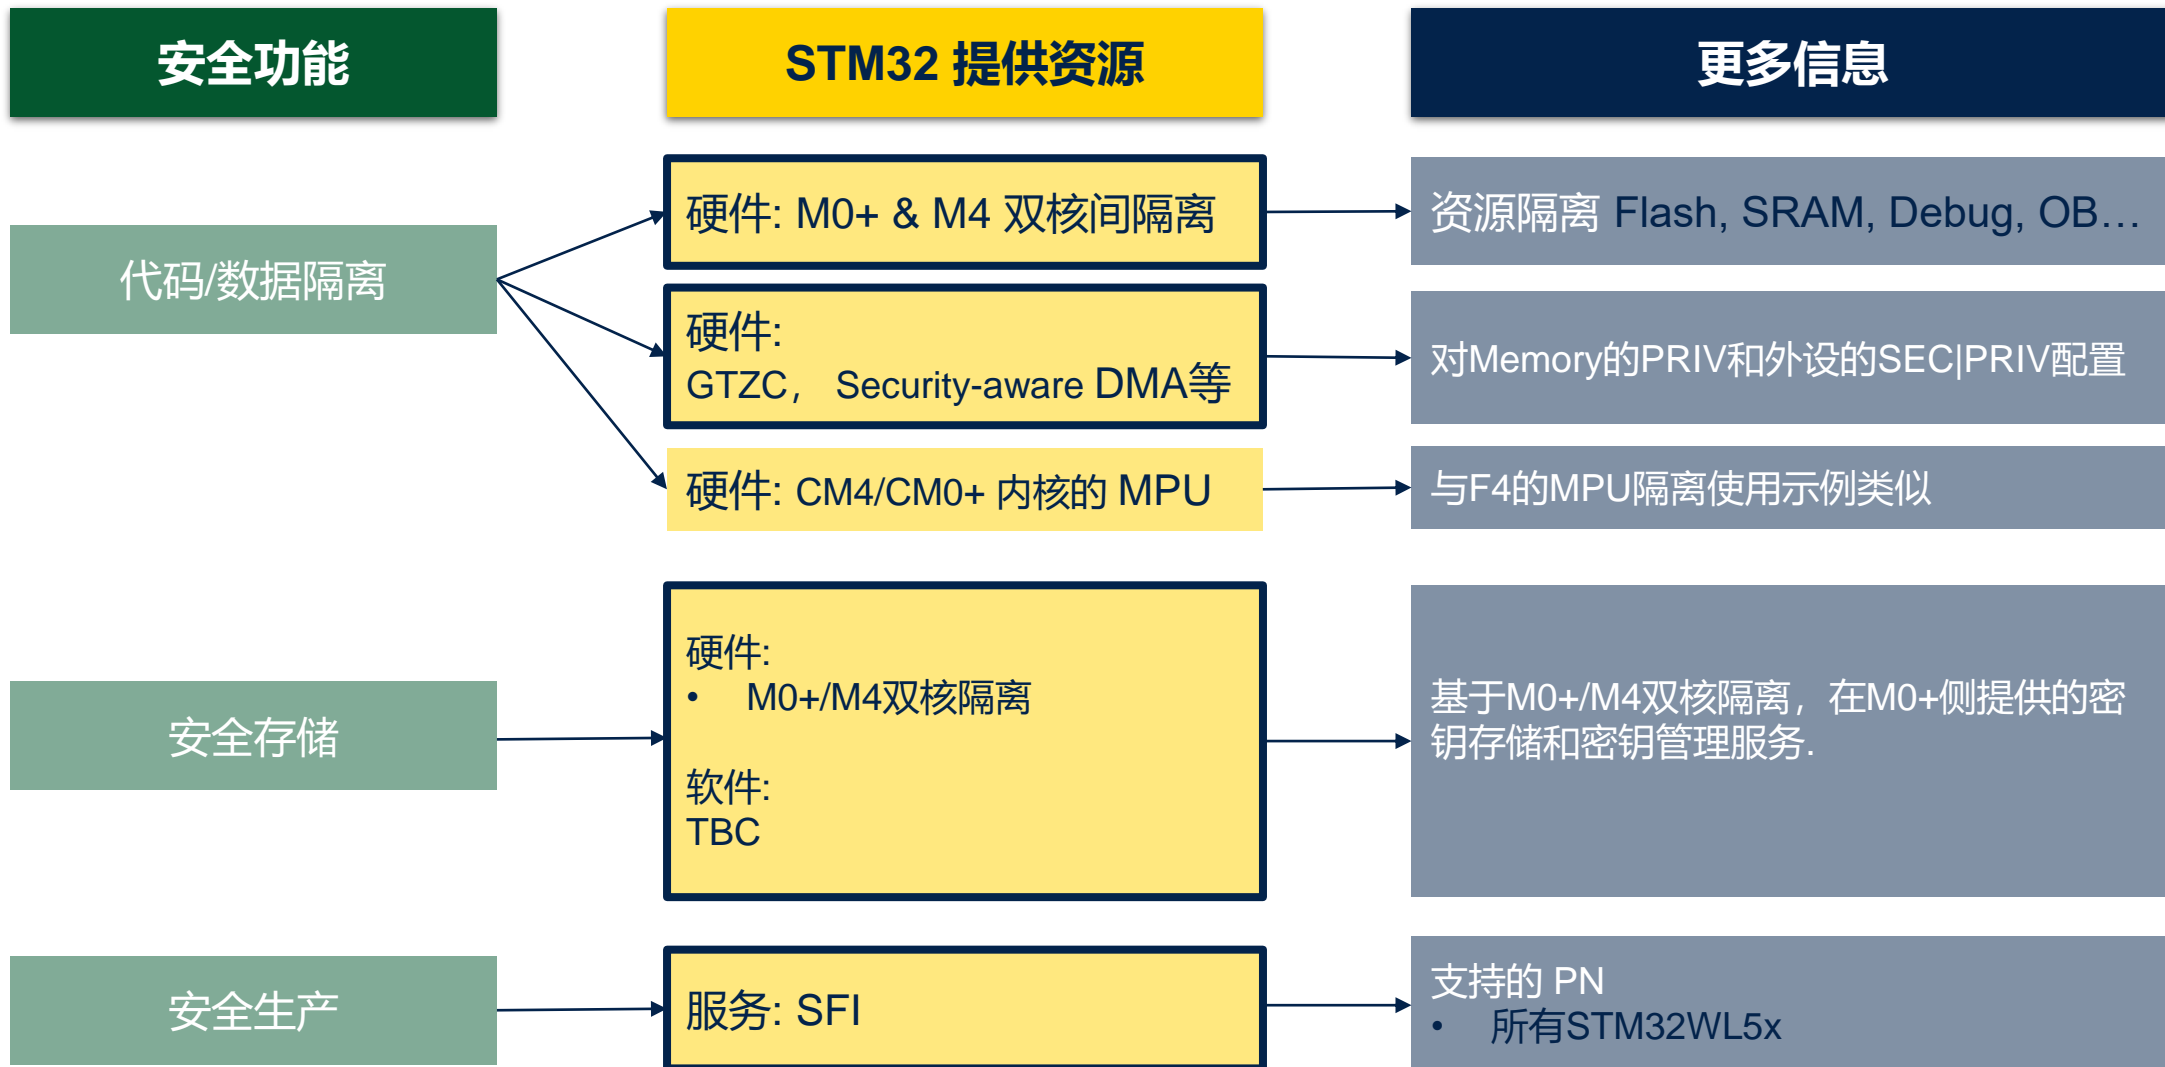 安全功能
STM32 提供资源
更多信息
代码/数据隔离
硬件: M0+ & M4 双核间隔离
资源隔离 Flash, SRAM, Debug, OB…
硬件:
GTZC， Security-aware DMA等
对Memory的PRIV和外设的SEC|PRIV配置
硬件: CM4/CM0+ 内核的 MPU
与F4的MPU隔离使用示例类似
安全存储
硬件:
• M0+/M4双核隔离
软件:
TBC
基于M0+/M4双核隔离，在M0+侧提供的密
钥存储和密钥管理服务.
安全生产
服务: SFI
支持的 PN
• 所有STM32WL5x